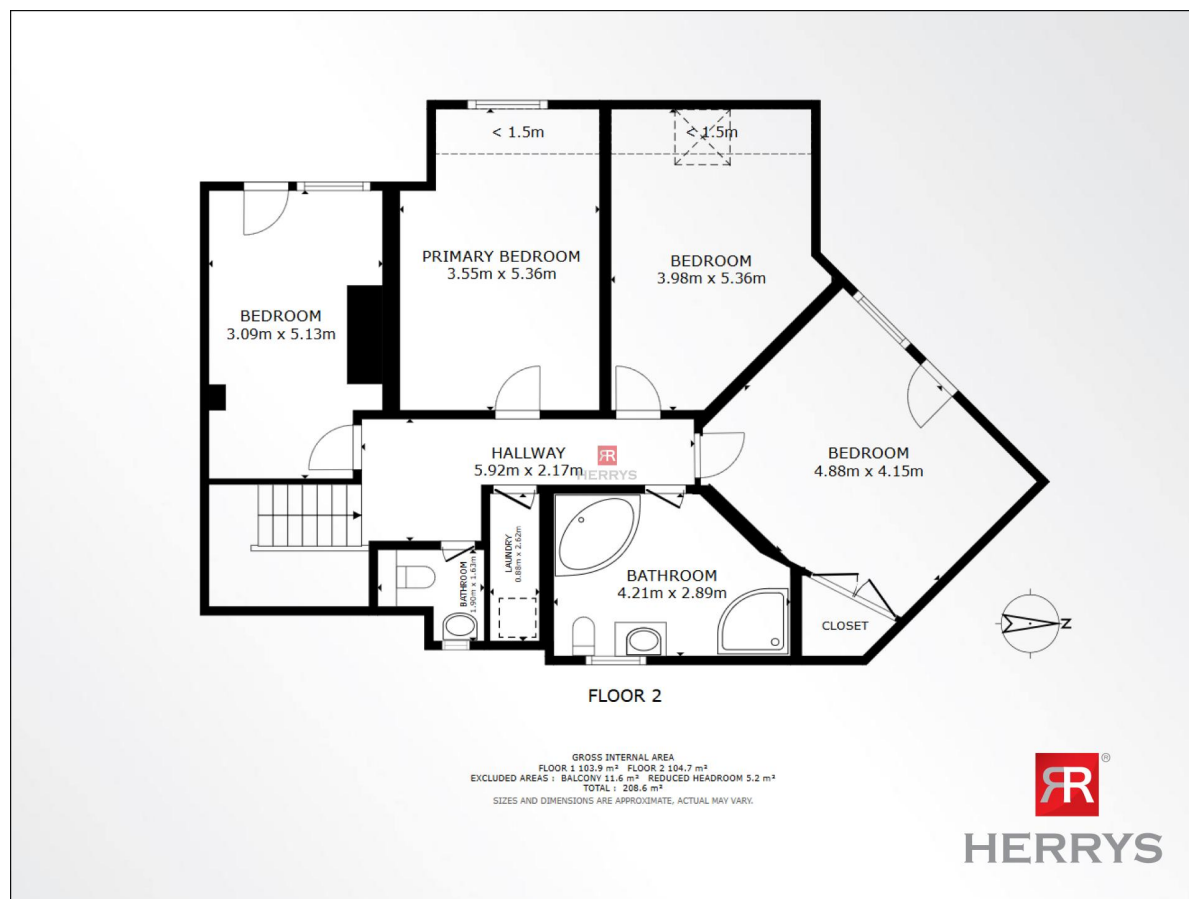 < 1.5m
< 1.5m
PRIMARY BEDROOM
3.55m x 5.36m
BEDROOM
3.98m x 5.36m
BEDROOM
3.09m x 5.13m
HALLWAY
5.92m x 2.17m
RR
HERRYS
BEDROOM
4.88m x 4.15m
LAUNDRY
0.88m x 2.62m
BATHROOM
1.90m x 1.63m
BATHROOM
4.21m x 2.89m
CLOSET
Z
FLOOR 2
GROSS INTERNAL AREA
FLOOR 1 103.9 m² FLOOR 2 104.7 m²
EXCLUDED AREAS : BALCONY 11.6 m² REDUCED HEADROOM 5.2 m²
TOTAL : 208.6 m²
SIZES AND DIMENSIONS ARE APPROXIMATE, ACTUAL MAY VARY.
RR®
HERRYS